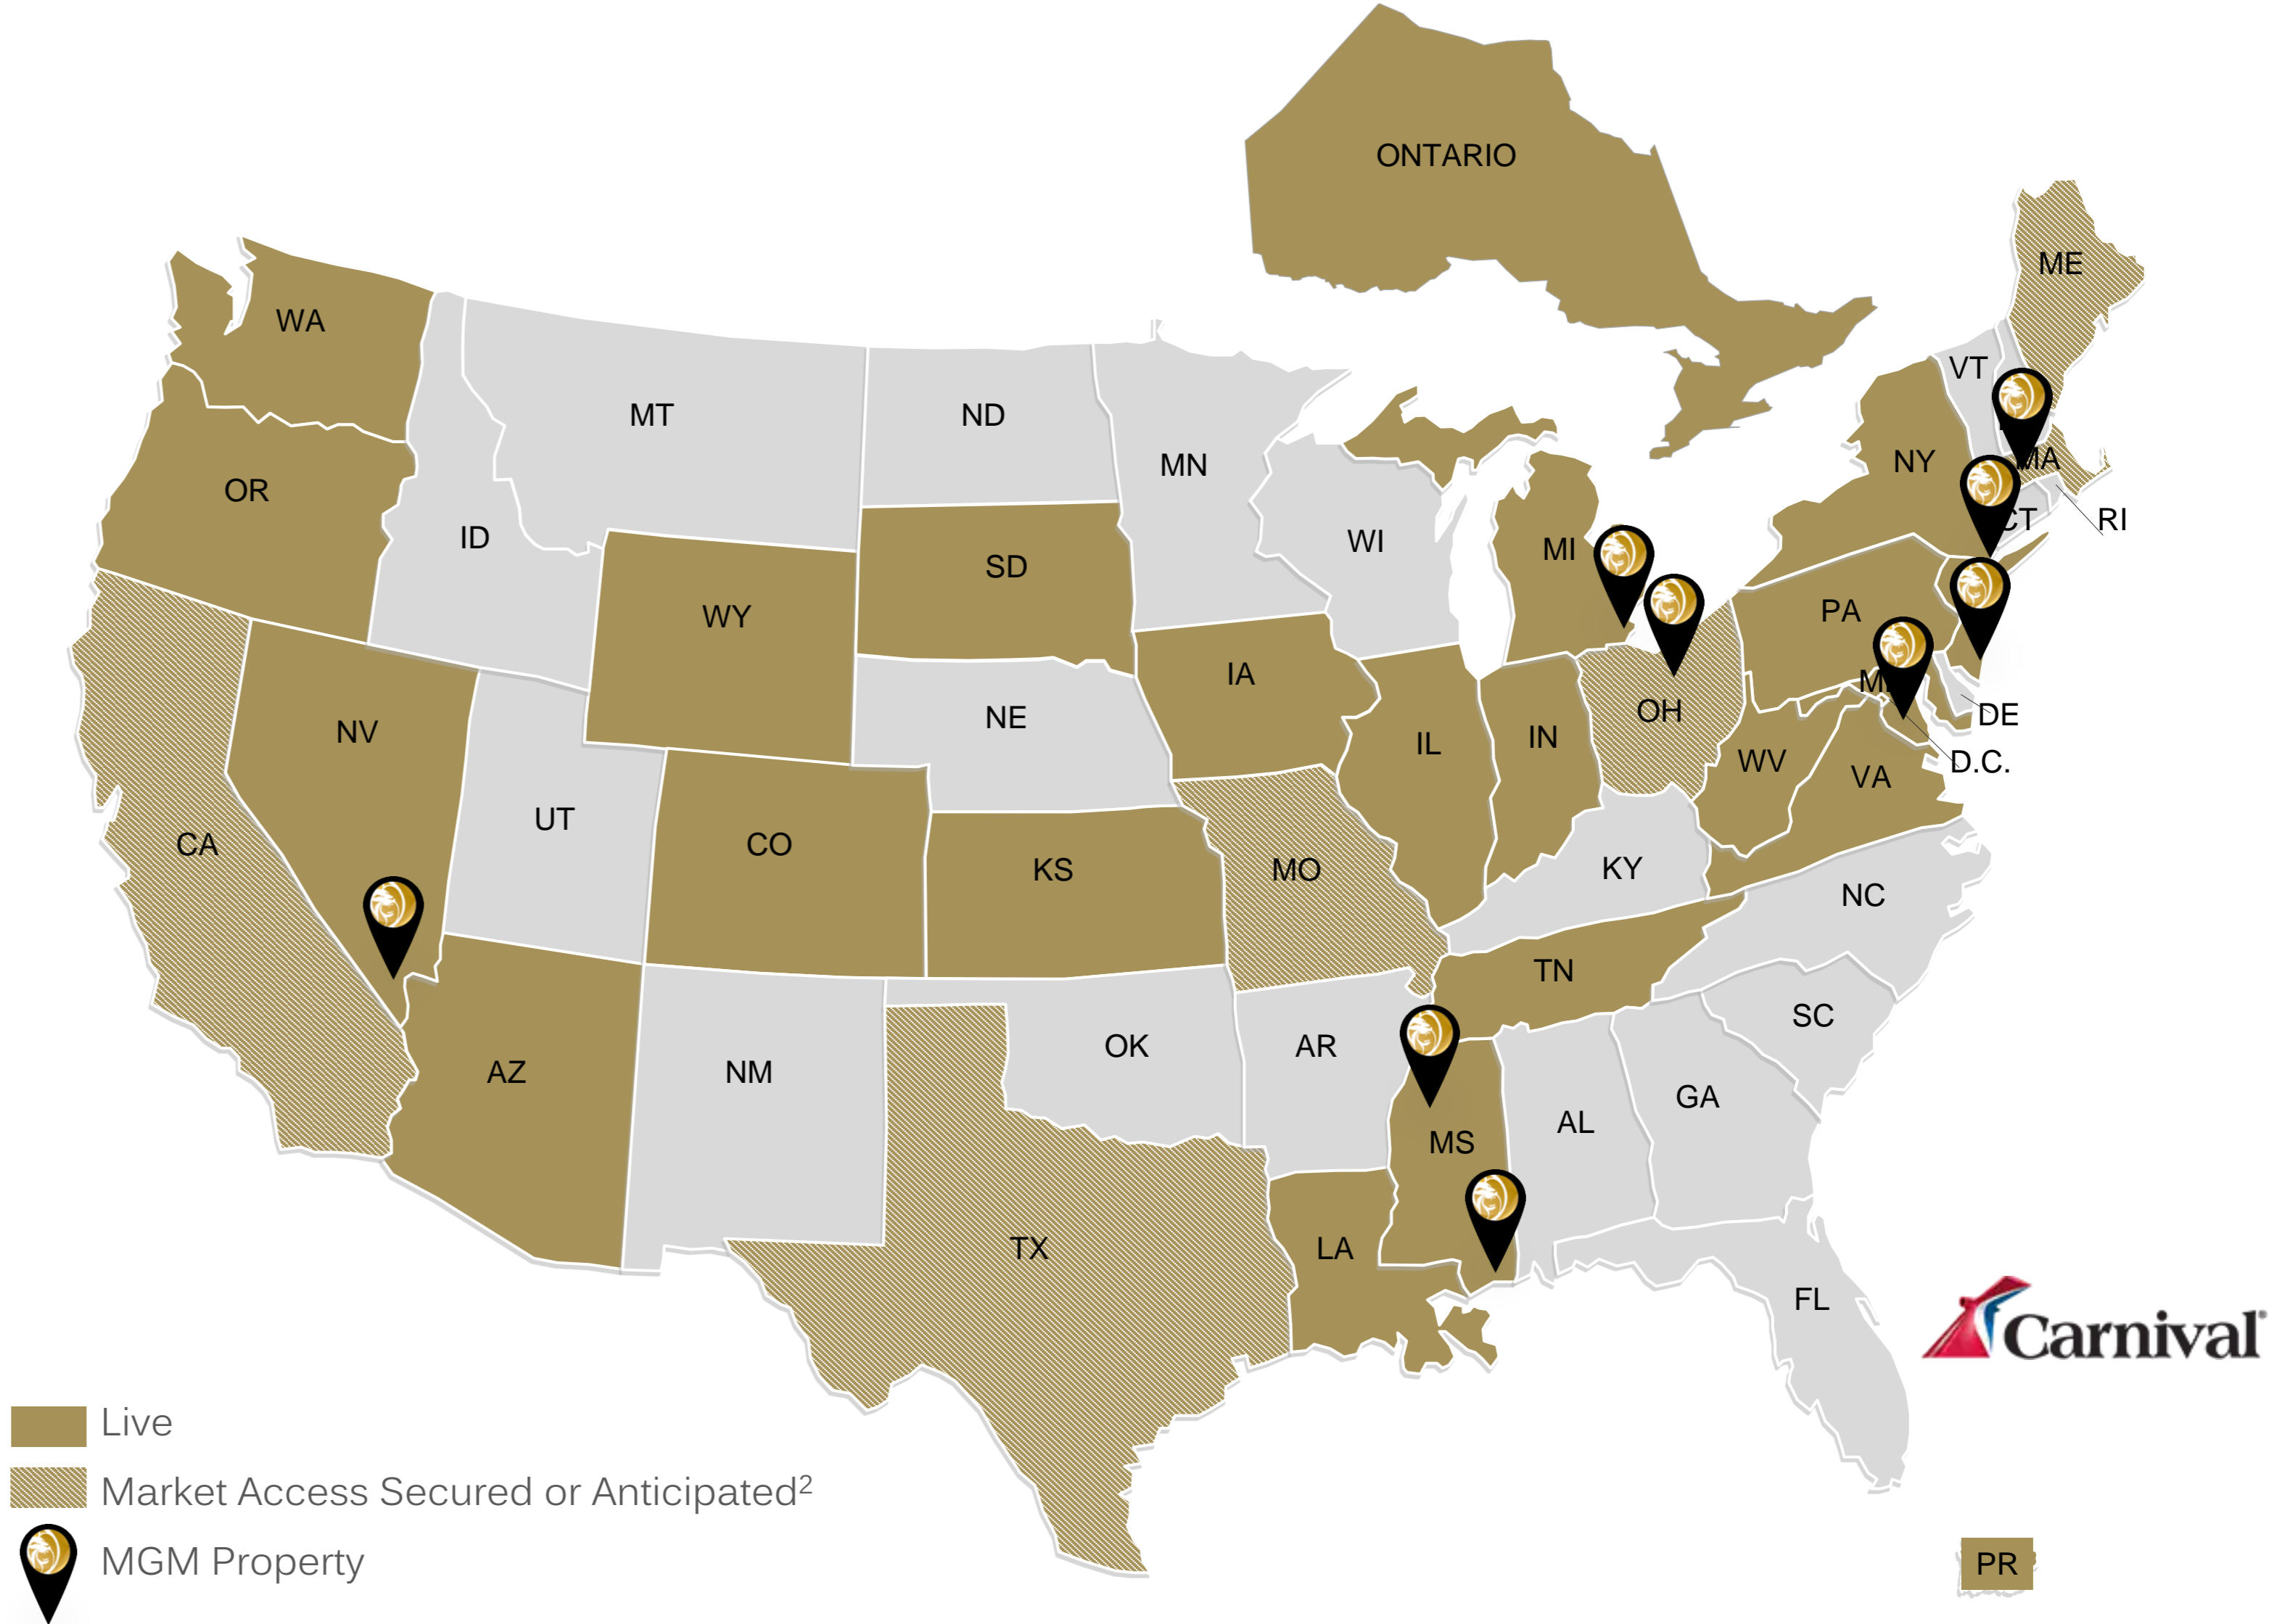 ONTARIO
ME
WA
VT
MT
ND
MN
NY
MA
OR
ID
WI
MI
CT
RI
SD
WY
PA
IA
NE
OH
DE
NV
IL
IN
WV
D.C.
VA
UT
CO
KS
MO
KY
CA
NC
TN
SC
AZ
NM
OK
AR
GA
AL
MS
TX
LA
FL
Carnival®
Live
Market Access Secured or Anticipated²
MGM Property
PR